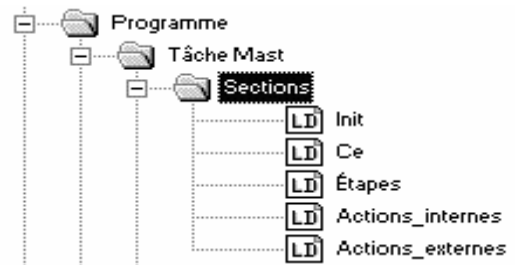 Programme
Tâche Mast
Sections
LD Init
LD Ce
LD Étapes
LD Actions_internes
LD Actions_externes